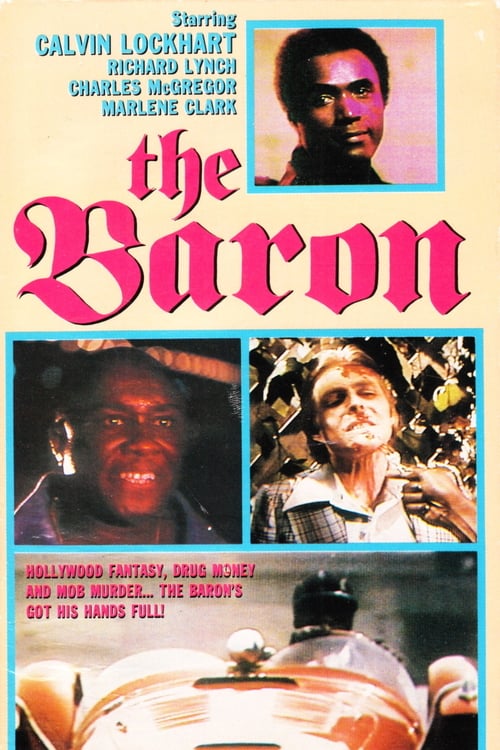 Starring
CALVIN LOCKHART
RICHARD LYNCH
CHARLES McGREGOR
MARLENE CLARK
the
Baron
HOLLYWOOD FANTASY, DRUG MONEY
AND MOB MURDER... THE BARON'S
GOT HIS HANDS FULL!